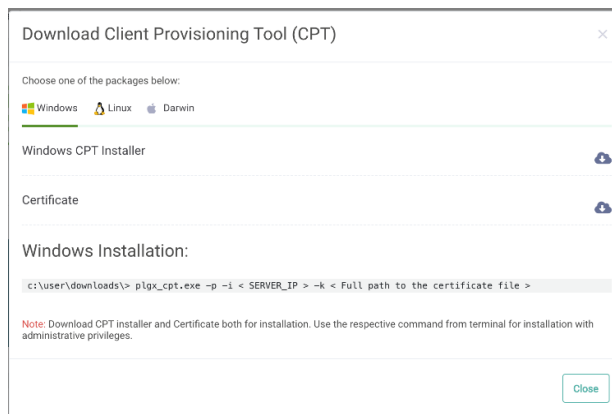 Download Client Provisioning Tool (CPT)
Choose one of the packages below:
Windows Linux Darwin
Windows CPT Installer
Certificate
Windows Installation:
c:\user\downloads\> plgx_cpt.exe -p -i < SERVER_IP > -k < Full path to the certificate file >
Note: Download CPT installer and Certificate both for installation. Use the respective command from terminal for installation with
administrative privileges.
Close